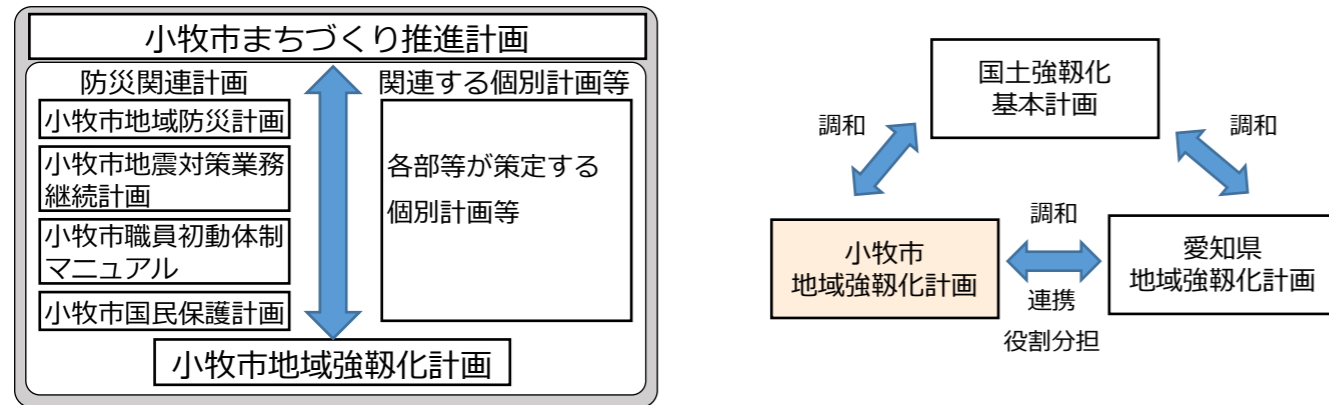 小牧市まちづくり推進計画
防災関連計画
小牧市地域防災計画
小牧市地震対策業務
継続計画
小牧市職員初動体制
マニュアル
小牧市国民保護計画
関連する個別計画等
各部等が策定する
個別計画等
小牧市地域強靱化計画
国土強靱化
基本計画
調和
調和
小牧市
地域強靱化計画
調和
連携
役割分担
愛知県
地域強靱化計画